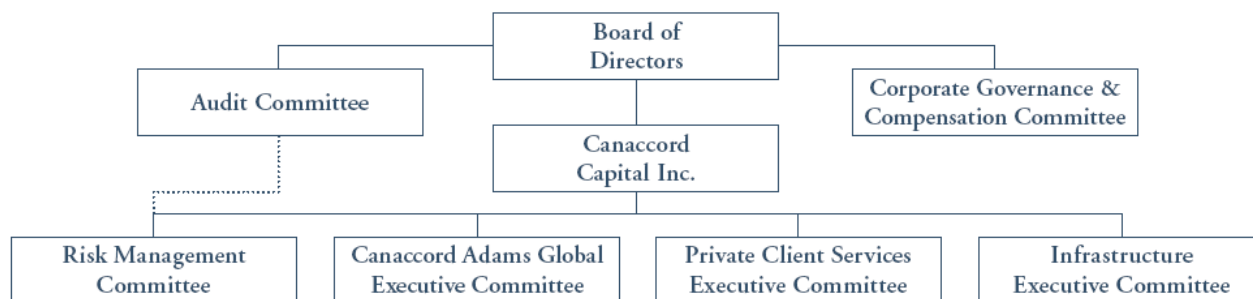 Board of
Directors
Audit Committee
Corporate Governance &
Compensation Committee
Canaccord
Capital Inc.
Risk Management
Committee
Canaccord Adams Global
Executive Committee
Private Client Services
Executive Committee
Infrastructure
Executive Committee